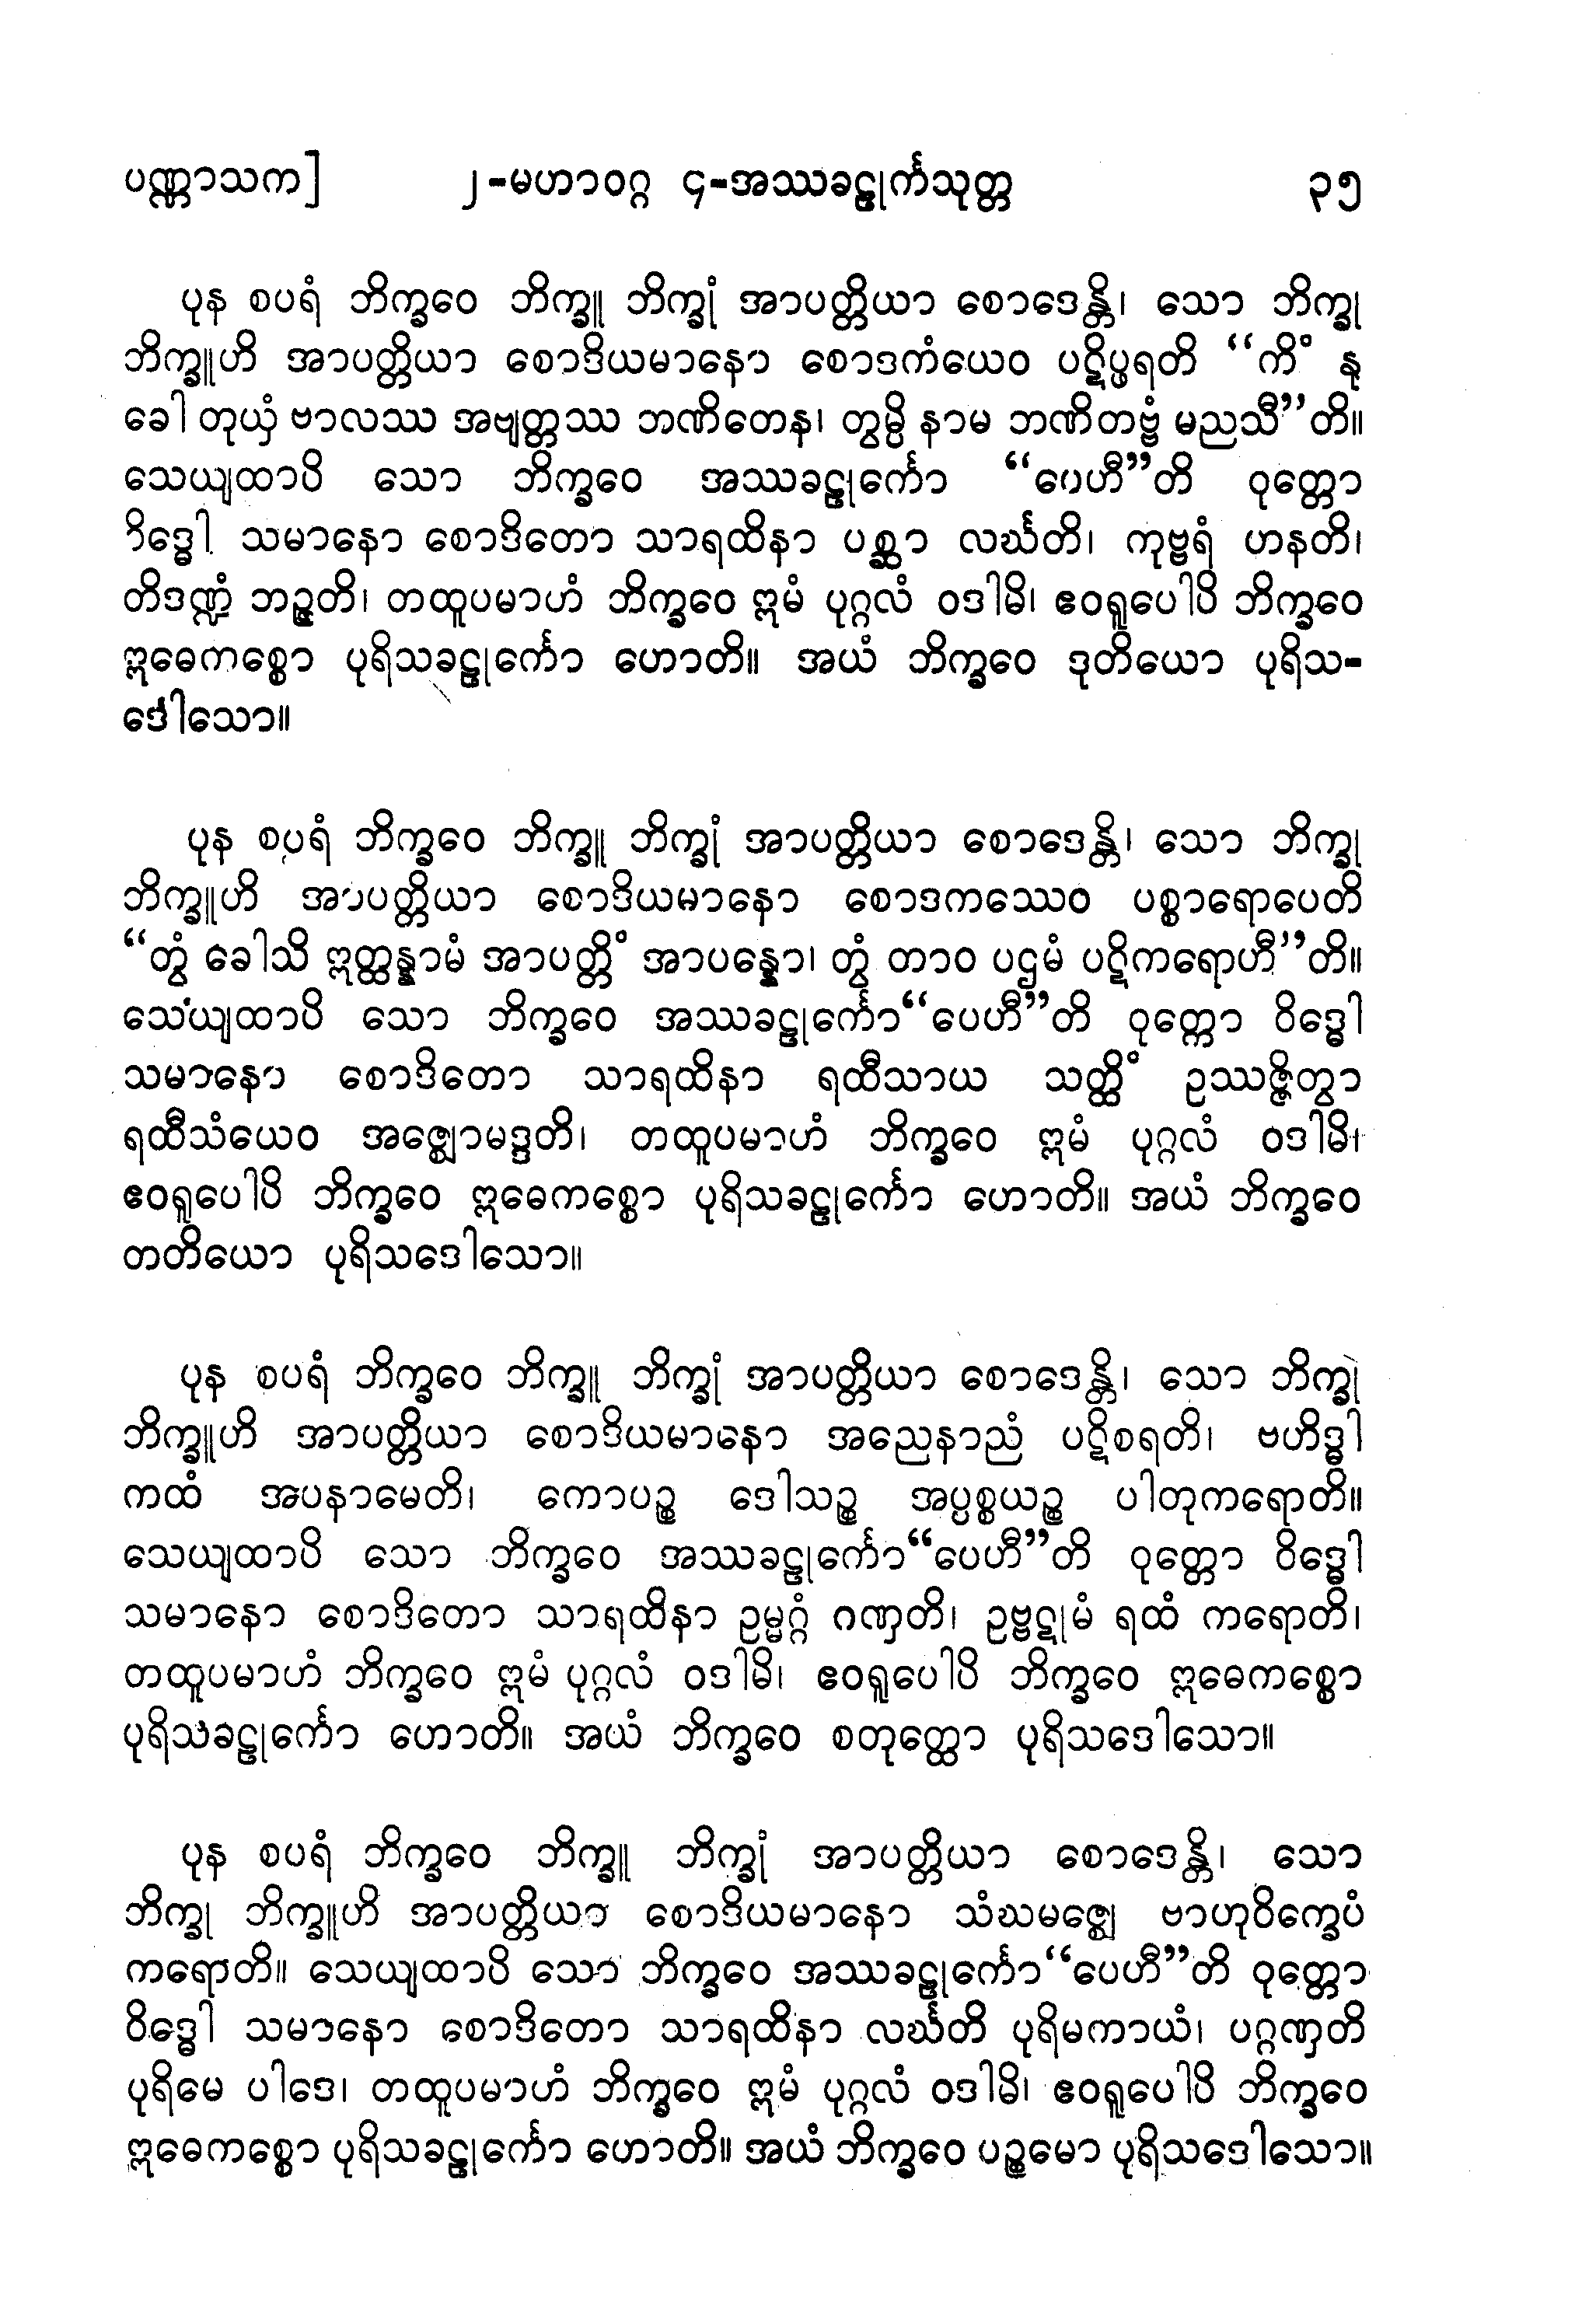 ပဏ္ဏာသက] ၂-မဟာဝဂ္ဂ ၄-အဿခဠုင်္ကသုတ္တ ၃၅
ပုန စပရံ ဘိက္ခဝေ ဘိက္ခူ ဘိက္ခုံ အာပတ္တိယာ စောဒေန္တိ၊ သော ဘိက္ခု
ဘိက္ခူဟိ အာပတ္တိယာ စောဒိယမာနော စောဒကံယေဝ ပဋိပ္ဖရတိ “ကိံ နု
ခေါ တုယှံ ဗာလဿ အဗျတ္တဿ ဘဏိတေန၊ တွမ္ပိ နာမ ဘဏိတဗ္ဗံ မညသီ”တိ။
သေယျထာပိ သော ဘိက္ခဝေ အဿခဠုင်္ကော “ပေဟီ”တိ ဝုတ္တော
ဝိဒ္ဓေါ သမာနော စောဒိတော သာရထိနာ ပစ္ဆာ လင်္ဃတိ၊ ကုဗ္ဗရံ ဟနတိ၊
တိဒဏ္ဍံ ဘဉ္ဇတိ၊ တထူပမာဟံ ဘိက္ခဝေ ဣမံ ပုဂ္ဂလံ ဝဒါမိ၊ ဧဝရူပေါပိ ဘိက္ခဝေ
ဣဓေကစ္စော ပုရိသခဠုင်္ကော ဟောတိ။ အယံ ဘိက္ခဝေ ဒုတိယော ပုရိသ-
ဒေါသော။
ပုန စပရံ ဘိက္ခဝေ ဘိက္ခူ ဘိက္ခုံ အာပတ္တိယာ စောဒေန္တိ၊ သော ဘိက္ခု
ဘိက္ခူဟိ အာပတ္တိယာ စောဒိယမာနော စောဒကဿေဝ ပစ္စာရောပေတိ
“တွံ ခေါသိ ဣတ္ထန္နာမံ အာပတ္တိံ အာပန္နော၊ တွံ တာဝ ပဌမံ ပဋိကရောဟီ”တိ။
သေယျထာပိ သော ဘိက္ခဝေ အဿခဠုင်္ကော“ပေဟီ”တိ ဝုတ္တော ဝိဒ္ဓေါ
သမာနော စောဒိတော သာရထိနာ ရထီသာယ သတ္ထိံ ဥဿဇ္ဇိတွာ
ရထီသံယေဝ အဇ္ဈောမဒ္ဒတိ၊ တထူပမာဟံ ဘိက္ခဝေ ဣမံ ပုဂ္ဂလံ ဝဒါမိ၊
ဧဝရူပေါပိ ဘိက္ခဝေ ဣဓေကစ္စော ပုရိသခဠုင်္ကော ဟောတိ။ အယံ ဘိက္ခဝေ
တတိယော ပုရိသဒေါသော။
ပုန စပရံ ဘိက္ခဝေ ဘိက္ခူ ဘိက္ခုံ အာပတ္တိယာ စောဒေန္တိ၊ သော ဘိက္ခု
ဘိက္ခူဟိ အာပတ္တိယာ စောဒိယမာနော အညေနာညံ ပဋိစရတိ၊ ဗဟိဒ္ဓါ
ကထံ အပနာမေတိ၊ ကောပဉ္စ ဒေါသဉ္စ အပ္ပစ္စယဉ္စ ပါတုကရောတိ။
သေယျထာပိ သော ဘိက္ခဝေ အဿခဠုင်္ကော“ပေဟီ”တိ ဝုတ္တော ဝိဒ္ဓေါ
သမာနော စောဒိတော သာရထိနာ ဥမ္မဂ္ဂံ ဂဏှတိ၊ ဥဗ္ဗဋုမံ ရထံ ကရောတိ၊
တထူပမာဟံ ဘိက္ခဝေ ဣမံ ပုဂ္ဂလံ ဝဒါမိ၊ ဧဝရူပေါပိ ဘိက္ခဝေ ဣဓေကစ္စော
ပုရိသခဠုင်္ကော ဟောတိ။ အယံ ဘိက္ခဝေ စတုတ္ထော ပုရိသဒေါသော။
ပုန စပရံ ဘိက္ခဝေ ဘိက္ခူ ဘိက္ခုံ အာပတ္တိယာ စောဒေန္တိ၊ သော
ဘိက္ခု ဘိက္ခူဟိ အာပတ္တိယာ စောဒိယမာနော သံဃမဇ္ဈေ ဗာဟုဝိက္ခေပံ
ကရောတိ။ သေယျထာပိ သော ဘိက္ခဝေ အဿခဠုင်္ကော“ပေဟီ”တိ ဝုတ္တော
ဝိဒ္ဓေါ သမာနော စောဒိတော သာရထိနာ လင်္ဃတိ ပုရိမကာယံ၊ ပဂ္ဂဏှတိ
ပုရိမေ ပါဒေ၊ တထူပမာဟံ ဘိက္ခဝေ ဣမံ ပုဂ္ဂလံ ဝဒါမိ၊ ဧဝရူပေါပိ ဘိက္ခဝေ
ဣဓေကစ္စော ပုရိသခဠုင်္ကော ဟောတိ။ အယံ ဘိက္ခဝေ ပဉ္စမော ပုရိသဒေါသော။